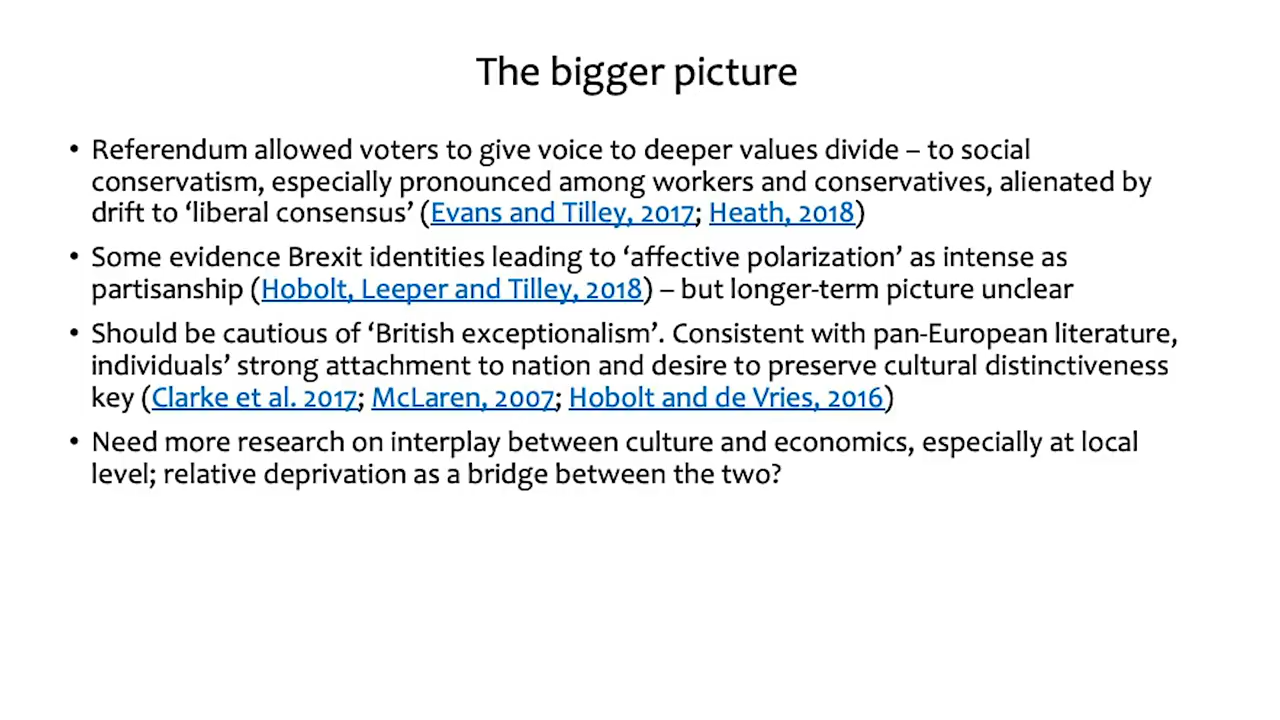 The bigger picture
• Referendum allowed voters to give voice to deeper values divide – to social
conservatism, especially pronounced among workers and conservatives, alienated by
drift to ‘liberal consensus’ (Evans and Tilley, 2017; Heath, 2018)
• Some evidence Brexit identities leading to ‘affective polarization’ as intense as
partisanship (Hobolt, Leeper and Tilley, 2018) – but longer-term picture unclear
• Should be cautious of ‘British exceptionalism’. Consistent with pan-European literature,
individuals’ strong attachment to nation and desire to preserve cultural distinctiveness
key (Clarke et al. 2017; McLaren, 2007; Hobolt and de Vries, 2016)
• Need more research on interplay between culture and economics, especially at local
level; relative deprivation as a bridge between the two?